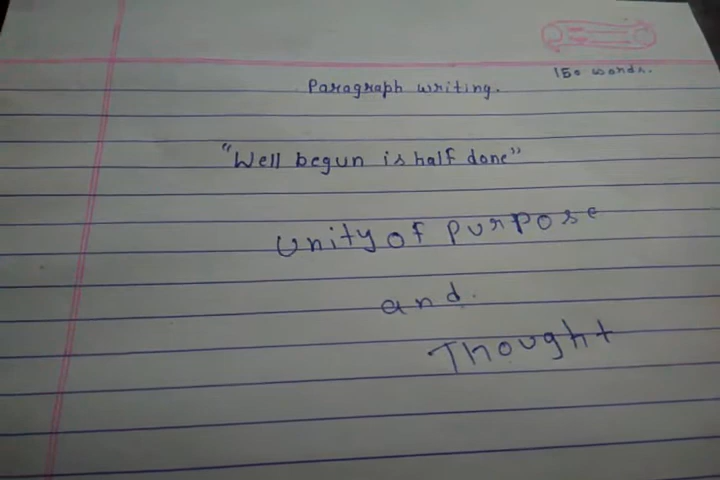 150 words.
Paragraph writing.
"Well begun is half done"
Unity of Purpose
and.
Thought